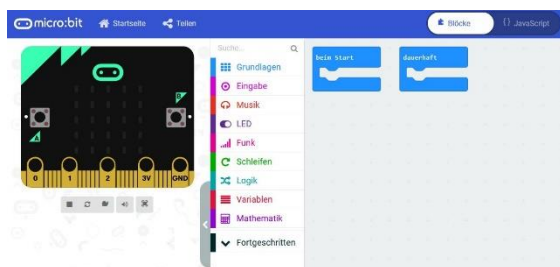 micro:bit Startseite Teilen Blöcke {} JavaScript
Suche...
Grundlagen
Eingabe
Musik
LED
Funk
Schleifen
Logik
Variablen
Mathematik
Fortgeschritten
beim Start
dauerhaft
A
B
0 1 2 3V GND